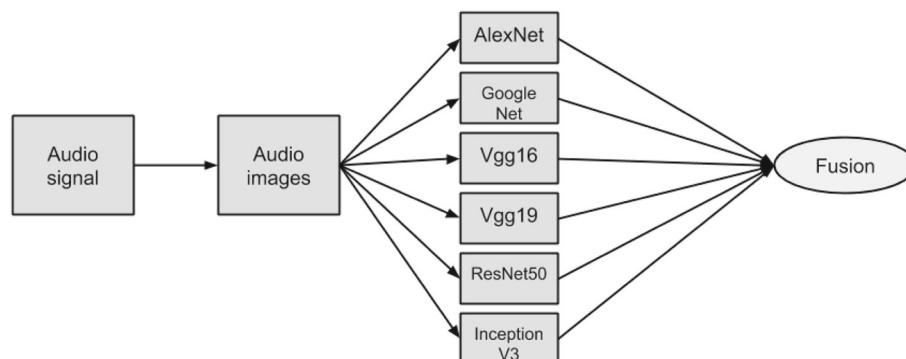 Audio
signal
Audio
images
AlexNet
Google
Net
Vgg16
Vgg19
ResNet50
Inception
V3
Fusion